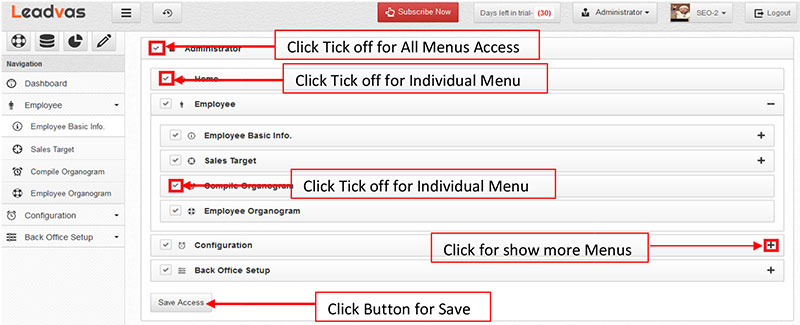 Leadvas
Subscribe Now
Days left in trial- (30)
Administrator
SEO-2
Logout
Navigation
Dashboard
Employee
Employee Basic Info.
Sales Target
Compile Organogram
Employee Organogram
Configuration
Back Office Setup
Administrator
Click Tick off for All Menus Access
Home
Click Tick off for Individual Menu
Employee
Employee Basic Info.
Sales Target
Compile Organogram
Click Tick off for Individual Menu
Employee Organogram
Configuration
Click for show more Menus
Back Office Setup
Save Access
Click Button for Save